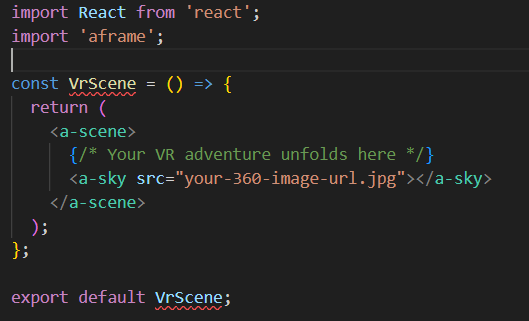 import React from 'react';
import 'aframe';
const VrScene = () => {
return (
<a-scene>
{/* Your VR adventure unfolds here */}
<a-sky src="your-360-image-url.jpg"></a-sky>
</a-scene>
);
};
export default VrScene;